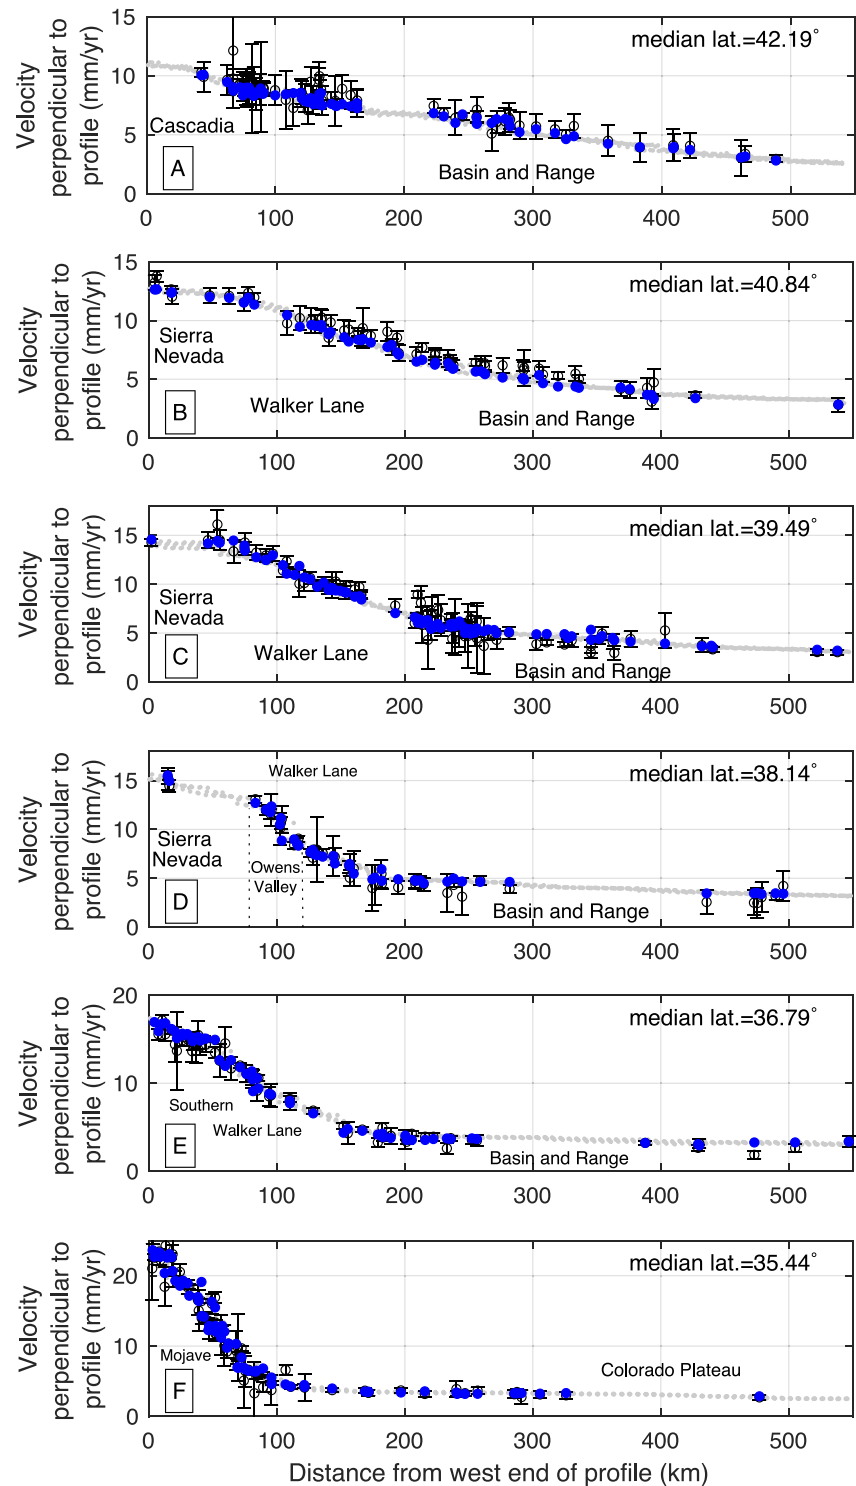 Velocity
perpendicular to
profile (mm/yr)
15
10
5
0
median lat.=42.19°
Cascadia
A
Basin and Range
0 100 200 300 400 500
Velocity
perpendicular to
profile (mm/yr)
15
10
5
0
median lat.=40.84°
Sierra
Nevada
B
Walker Lane
Basin and Range
0 100 200 300 400 500
Velocity
perpendicular to
profile (mm/yr)
15
10
5
0
median lat.=39.49°
Sierra
Nevada
C
Walker Lane
Basin and Range
0 100 200 300 400 500
Velocity
perpendicular to
profile (mm/yr)
15
10
5
0
median lat.=38.14°
Walker Lane
Sierra
Nevada
Owens
Valley
D
Basin and Range
0 100 200 300 400 500
Velocity
perpendicular to
profile (mm/yr)
20
10
0
median lat.=36.79°
Southern
Walker Lane
E
Basin and Range
0 100 200 300 400 500
Velocity
perpendicular to
profile (mm/yr)
20
10
0
median lat.=35.44°
Mojave
F
Colorado Plateau
0 100 200 300 400 500
Distance from west end of profile (km)